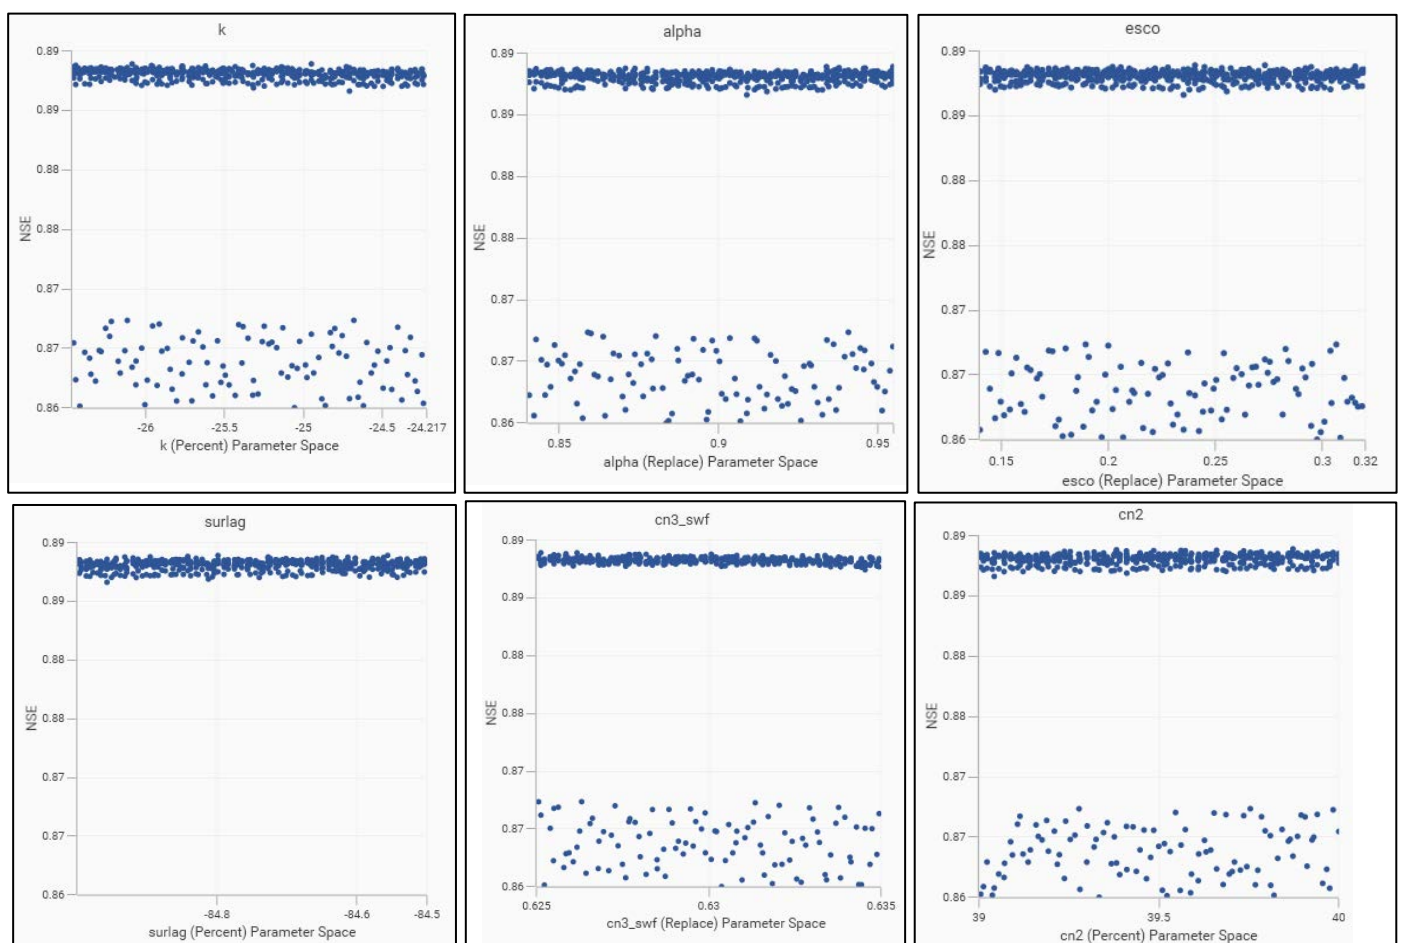 k
0.89
0.89
0.88
0.88
0.87
0.87
0.86
NSE
-26 -25.5 -25 -24.5 -24.217
k (Percent) Parameter Space
alpha
0.89
0.89
0.88
0.88
0.87
0.87
0.86
NSE
0.85 0.9 0.95
alpha (Replace) Parameter Space
esco
0.89
0.89
0.88
0.88
0.87
0.87
0.86
NSE
0.15 0.2 0.25 0.3 0.32
esco (Replace) Parameter Space
surlag
0.89
0.89
0.88
0.88
0.87
0.87
0.86
NSE
-84.8 -84.6 -84.5
surlag (Percent) Parameter Space
cn3_swf
0.89
0.89
0.88
0.88
0.87
0.87
0.86
NSE
0.625 0.63 0.635
cn3_swf (Replace) Parameter Space
cn2
0.89
0.89
0.88
0.88
0.87
0.87
0.86
NSE
39 39.5 40
cn2 (Percent) Parameter Space